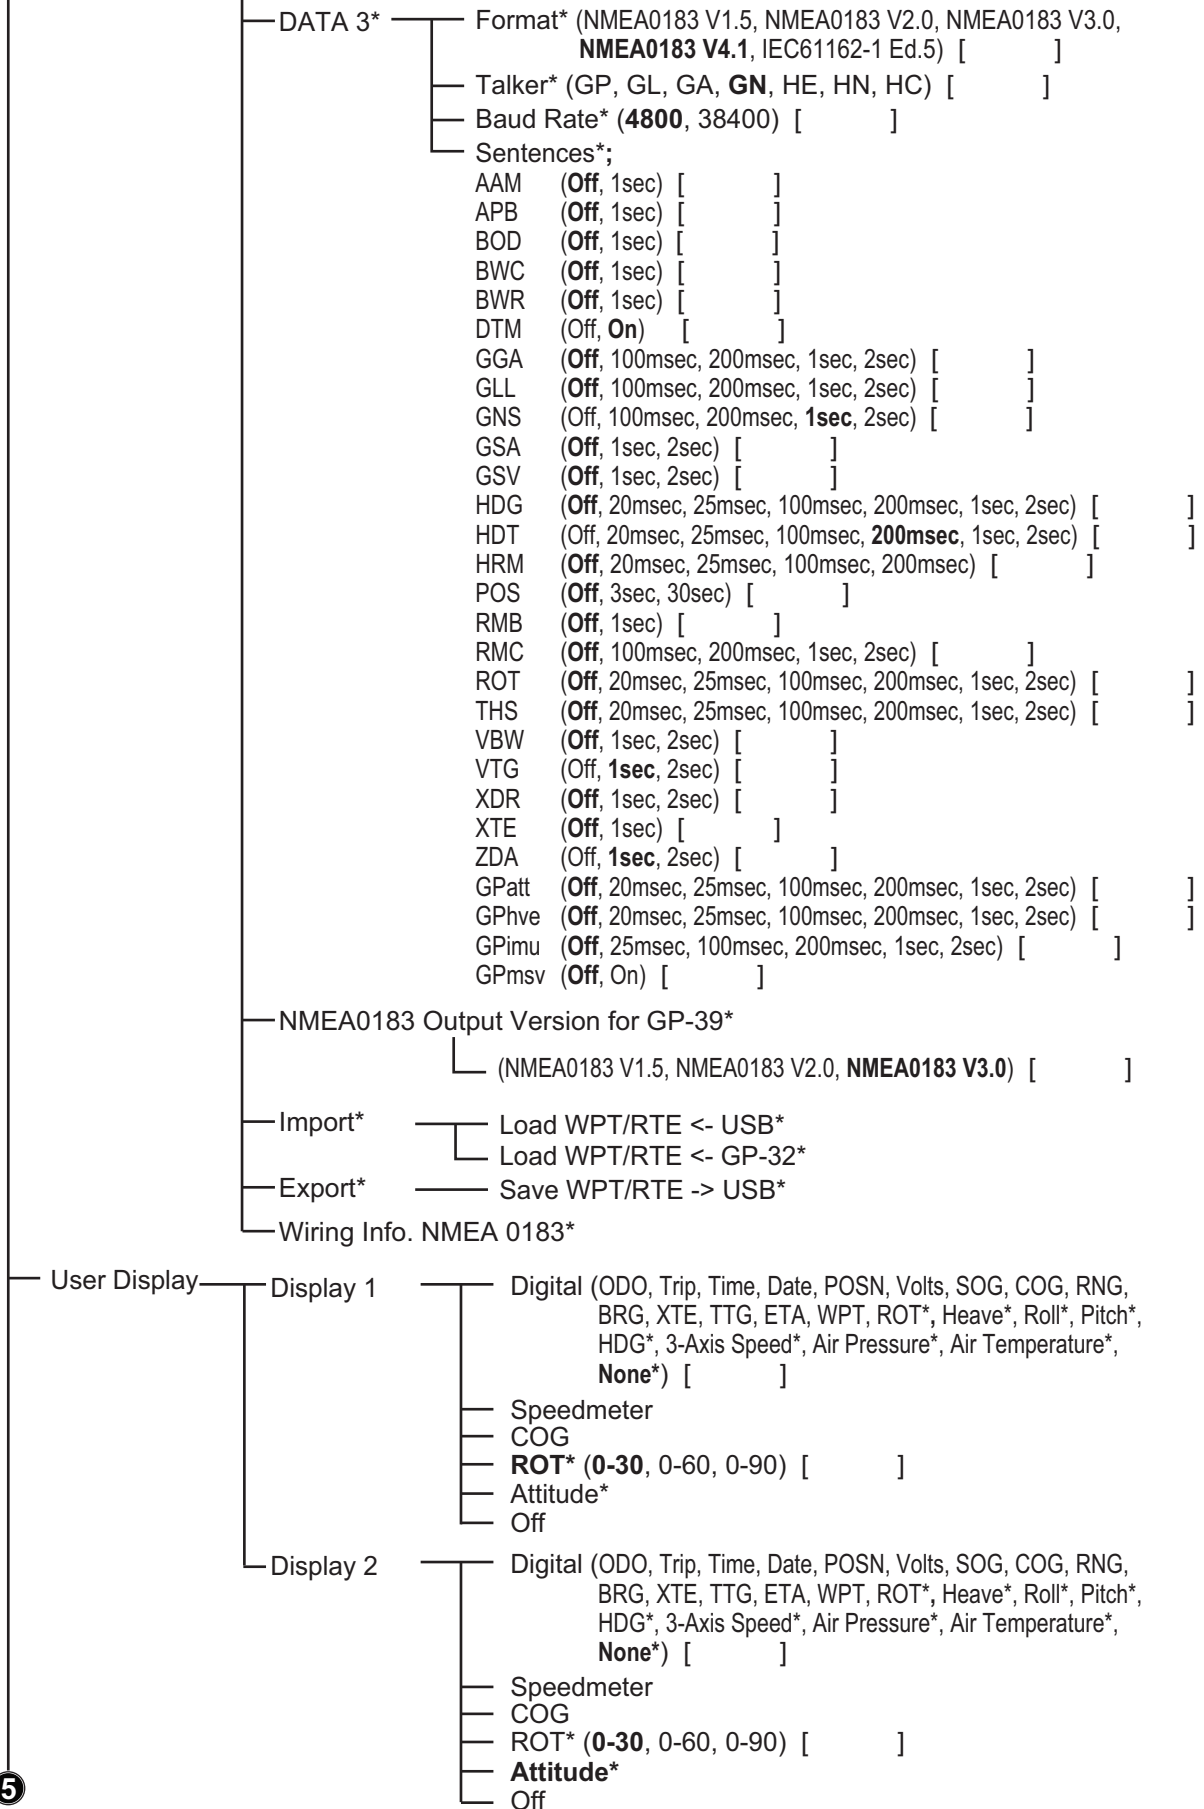 DATA 3*
Format* (NMEA0183 V1.5, NMEA0183 V2.0, NMEA0183 V3.0,
NMEA0183 V4.1, IEC61162-1 Ed.5) [ ]
Talker* (GP, GL, GA, GN, HE, HN, HC) [ ]
Baud Rate* (4800, 38400) [ ]
Sentences*;
AAM (Off, 1sec) [ ]
APB (Off, 1sec) [ ]
BOD (Off, 1sec) [ ]
BWC (Off, 1sec) [ ]
BWR (Off, 1sec) [ ]
DTM (Off, On) [ ]
GGA (Off, 100msec, 200msec, 1sec, 2sec) [ ]
GLL (Off, 100msec, 200msec, 1sec, 2sec) [ ]
GNS (Off, 100msec, 200msec, 1sec, 2sec) [ ]
GSA (Off, 1sec, 2sec) [ ]
GSV (Off, 1sec, 2sec) [ ]
HDG (Off, 20msec, 25msec, 100msec, 200msec, 1sec, 2sec) [ ]
HDT (Off, 20msec, 25msec, 100msec, 200msec, 1sec, 2sec) [ ]
HRM (Off, 20msec, 25msec, 100msec, 200msec) [ ]
POS (Off, 3sec, 30sec) [ ]
RMB (Off, 1sec) [ ]
RMC (Off, 100msec, 200msec, 1sec, 2sec) [ ]
ROT (Off, 20msec, 25msec, 100msec, 200msec, 1sec, 2sec) [ ]
THS (Off, 20msec, 25msec, 100msec, 200msec, 1sec, 2sec) [ ]
VBW (Off, 1sec, 2sec) [ ]
VTG (Off, 1sec, 2sec) [ ]
XDR (Off, 1sec, 2sec) [ ]
XTE (Off, 1sec) [ ]
ZDA (Off, 1sec, 2sec) [ ]
GPatt (Off, 20msec, 25msec, 100msec, 200msec, 1sec, 2sec) [ ]
GPhve (Off, 20msec, 25msec, 100msec, 200msec, 1sec, 2sec) [ ]
GPimu (Off, 25msec, 100msec, 200msec, 1sec, 2sec) [ ]
GPmsv (Off, On) [ ]
NMEA0183 Output Version for GP-39*
(NMEA0183 V1.5, NMEA0183 V2.0, NMEA0183 V3.0) [ ]
Import*
Load WPT/RTE <- USB*
Load WPT/RTE <- GP-32*
Export*
Save WPT/RTE -> USB*
Wiring Info. NMEA 0183*
User Display
Display 1
Digital (ODO, Trip, Time, Date, POSN, Volts, SOG, COG, RNG,
BRG, XTE, TTG, ETA, WPT, ROT*, Heave*, Roll*, Pitch*,
HDG*, 3-Axis Speed*, Air Pressure*, Air Temperature*,
None*) [ ]
Speedmeter
COG
ROT* (0-30, 0-60, 0-90) [ ]
Attitude*
Off
Display 2
Digital (ODO, Trip, Time, Date, POSN, Volts, SOG, COG, RNG,
BRG, XTE, TTG, ETA, WPT, ROT*, Heave*, Roll*, Pitch*,
HDG*, 3-Axis Speed*, Air Pressure*, Air Temperature*,
None*) [ ]
Speedmeter
COG
ROT* (0-30, 0-60, 0-90) [ ]
Attitude*
Off
5